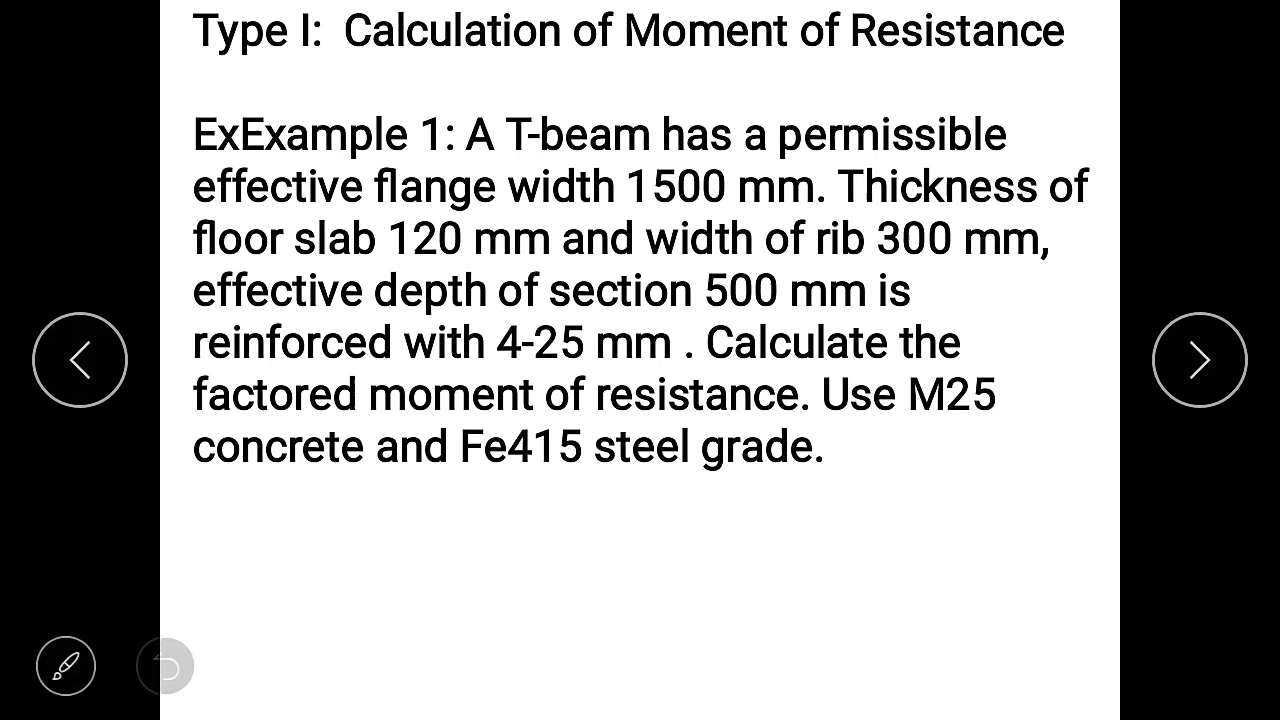 Type I:  Calculation of Moment of Resistance
ExExample 1: A T-beam has a permissible
effective flange width 1500 mm. Thickness of
floor slab 120 mm and width of rib 300 mm,
effective depth of section 500 mm is
reinforced with 4-25 mm . Calculate the
factored moment of resistance. Use M25
concrete and Fe415 steel grade.